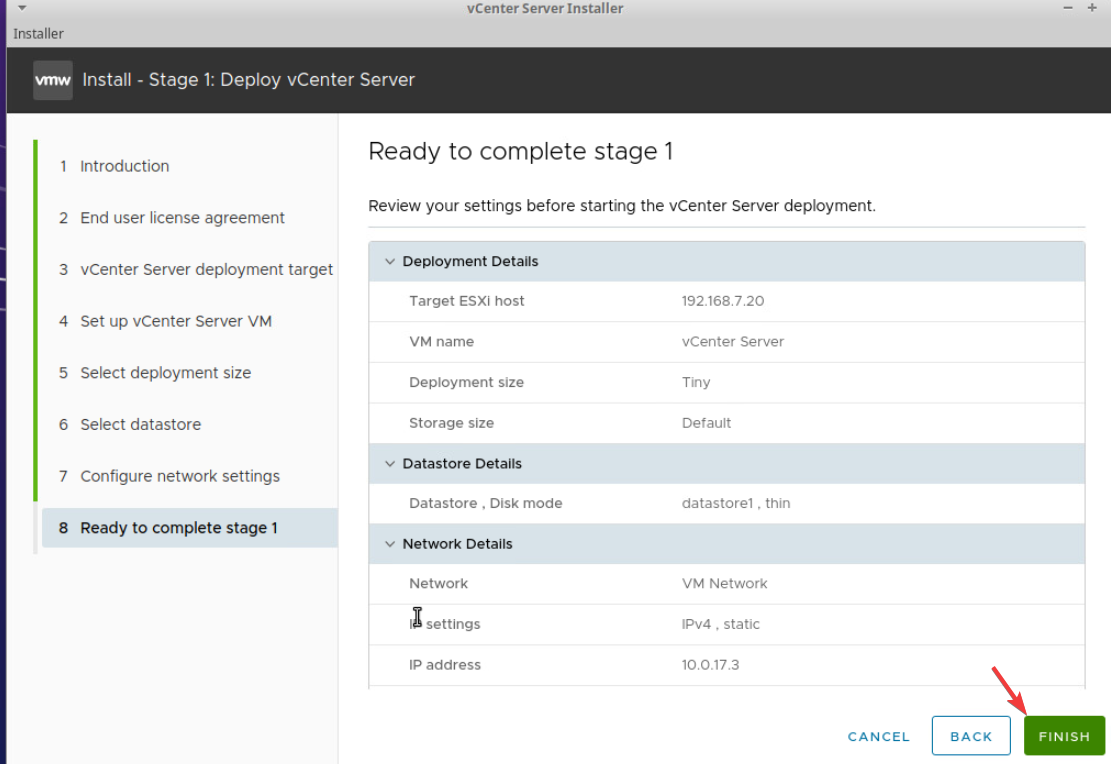 vCenter Server Installer
Installer
vmw Install - Stage 1: Deploy vCenter Server
1 Introduction
2 End user license agreement
3 vCenter Server deployment target
4 Set up vCenter Server VM
5 Select deployment size
6 Select datastore
7 Configure network settings
8 Ready to complete stage 1
Ready to complete stage 1
Review your settings before starting the vCenter Server deployment.
Deployment Details
Target ESXi host 192.168.7.20
VM name vCenter Server
Deployment size Tiny
Storage size Default
Datastore Details
Datastore , Disk mode datastore1 , thin
Network Details
Network VM Network
IP settings IPv4 , static
IP address 10.0.17.3
CANCEL BACK FINISH